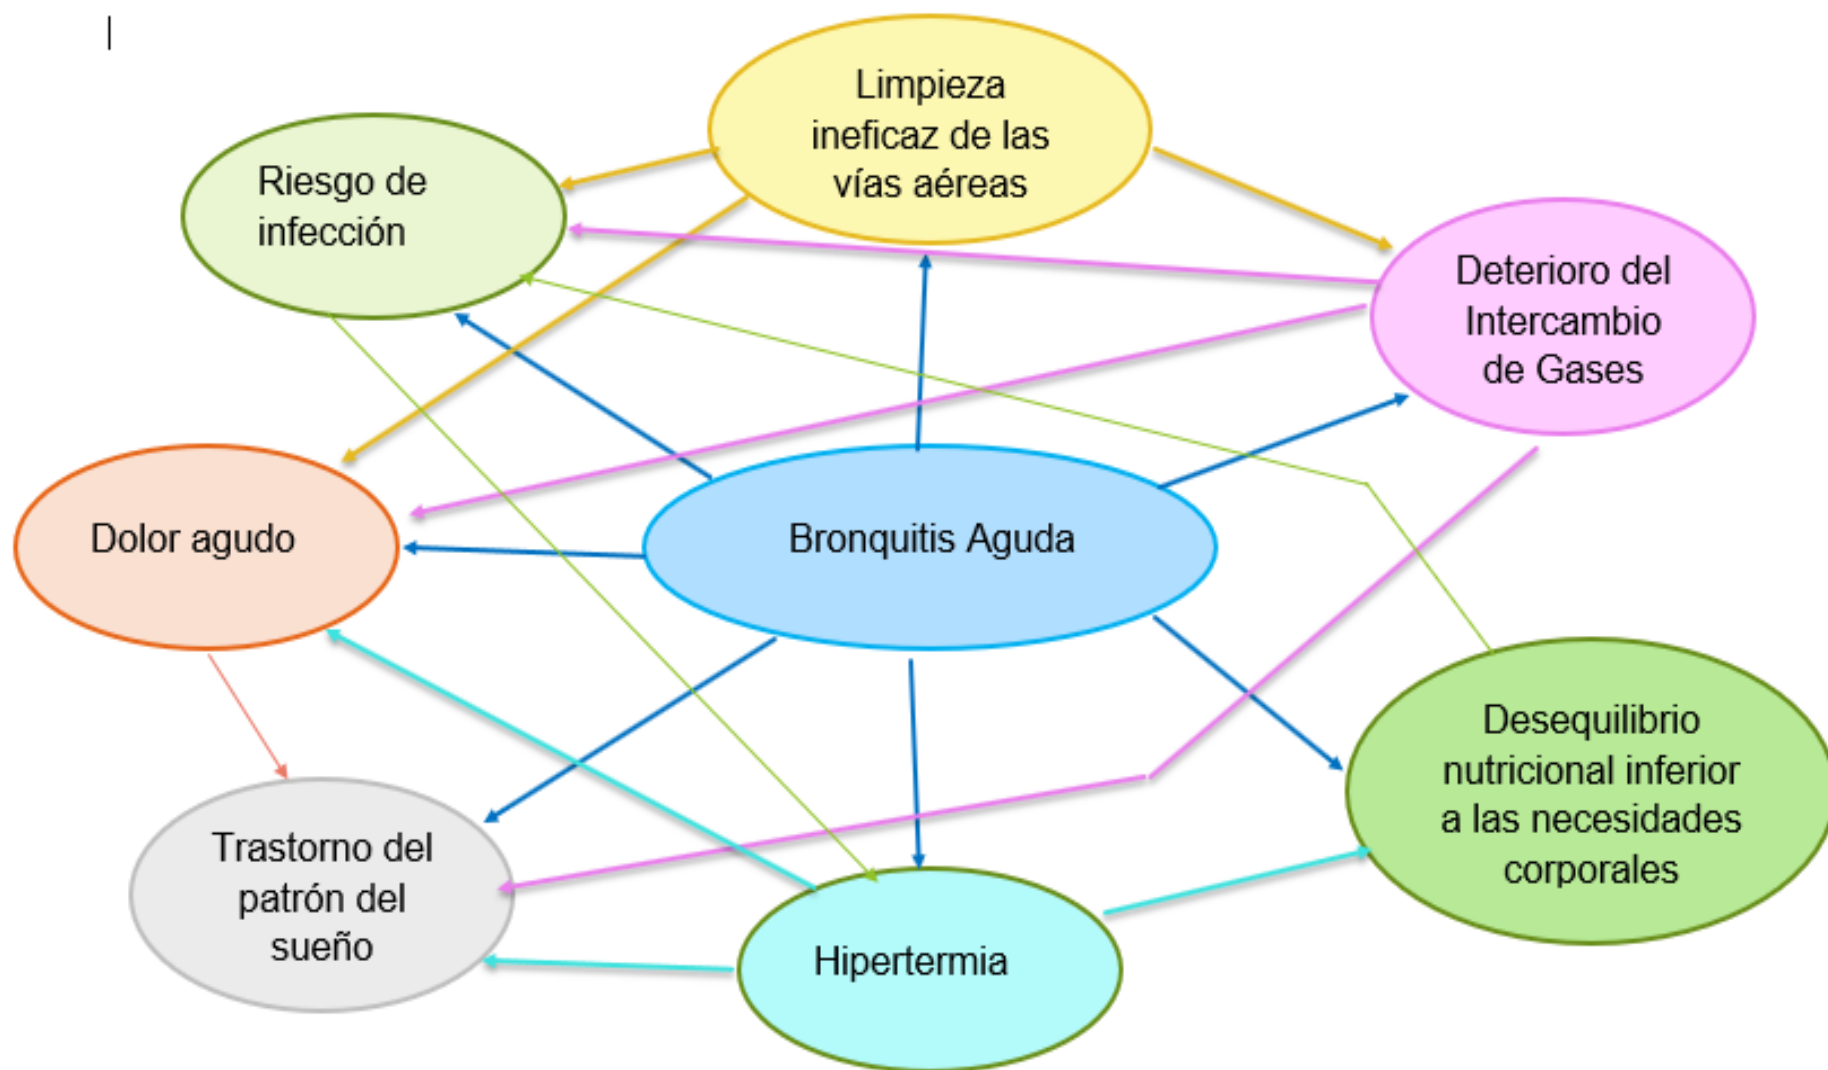 Limpieza
ineficaz de las
vías aéreas
Riesgo de
infección
Deterioro del
Intercambio
de Gases
Dolor agudo
Bronquitis Aguda
Desequilibrio
nutricional inferior
a las necesidades
corporales
Trastorno del
patrón del
sueño
Hipertermia